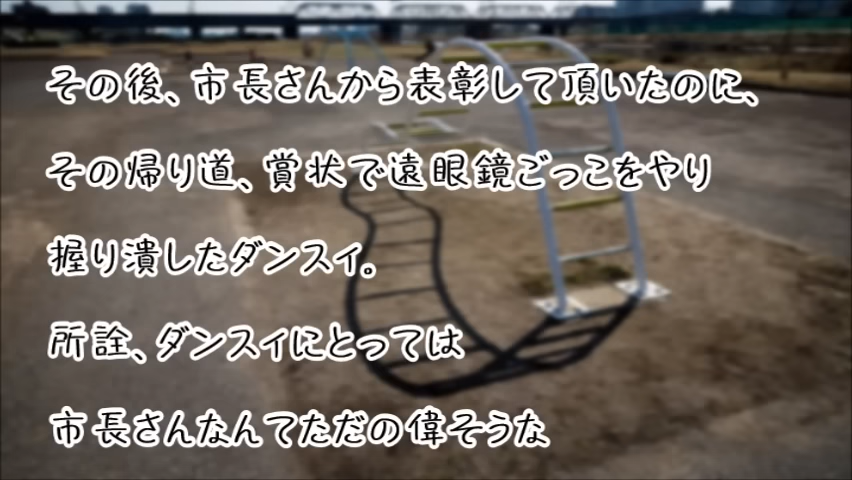 その後、市長さんから表彰して頂いたのに、
その帰り道、賞状で遠眼鏡ごっこをやり
握り潰したダンスィ。
所詮、ダンスィにとっては
市長さんなんてただの偉そうな